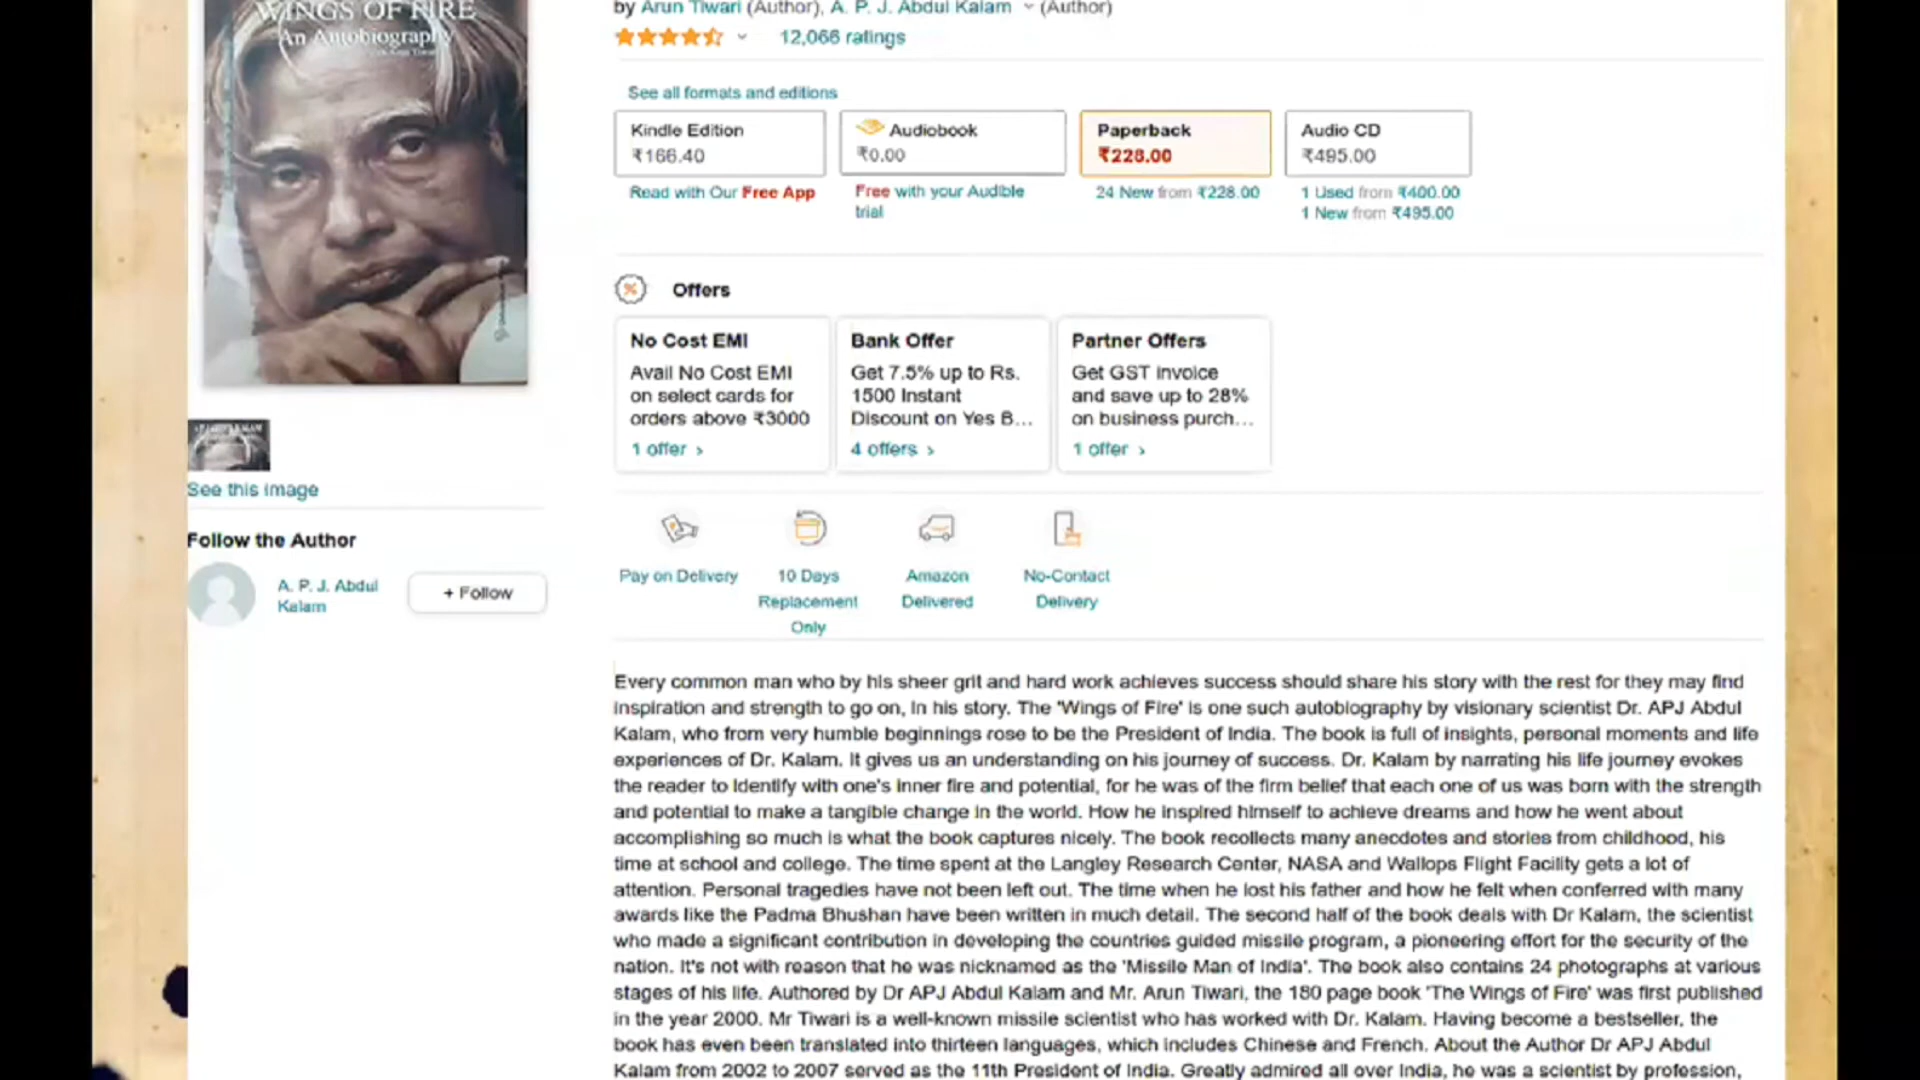 WINGS OF FIRE
An Autobiography
by Arun Tiwari (Author), A. P. J. Abdul Kalam (Author)
12,066 ratings
See all formats and editions
Kindle Edition
₹166.40
Read with Our Free App
Audiobook
₹0.00
Free with your Audible
trial
Paperback
₹228.00
24 New from ₹228.00
Audio CD
₹495.00
1 Used from ₹400.00
1 New from ₹495.00
Offers
No Cost EMI
Avail No Cost EMI
on select cards for
orders above ₹3000
1 offer ›
Bank Offer
Get 7.5% up to Rs.
1500 Instant
Discount on Yes B...
4 offers ›
Partner Offers
Get GST invoice
and save up to 28%
on business purch...
1 offer ›
See this image
Follow the Author
A. P. J. Abdul
Kalam
+ Follow
Pay on Delivery
10 Days
Replacement
Only
Amazon
Delivered
No-Contact
Delivery
Every common man who by his sheer grit and hard work achieves success should share his story with the rest for they may find
inspiration and strength to go on, in his story. The 'Wings of Fire' is one such autobiography by visionary scientist Dr. APJ Abdul
Kalam, who from very humble beginnings rose to be the President of India. The book is full of insights, personal moments and life
experiences of Dr. Kalam. It gives us an understanding on his journey of success. Dr. Kalam by narrating his life journey evokes
the reader to identify with one's inner fire and potential, for he was of the firm belief that each one of us was born with the strength
and potential to make a tangible change in the world. How he inspired himself to achieve dreams and how he went about
accomplishing so much is what the book captures nicely. The book recollects many anecdotes and stories from childhood, his
time at school and college. The time spent at the Langley Research Center, NASA and Wallops Flight Facility gets a lot of
attention. Personal tragedies have not been left out. The time when he lost his father and how he felt when conferred with many
awards like the Padma Bhushan have been written in much detail. The second half of the book deals with Dr Kalam, the scientist
who made a significant contribution in developing the countries guided missile program, a pioneering effort for the security of the
nation. It's not with reason that he was nicknamed as the 'Missile Man of India'. The book also contains 24 photographs at various
stages of his life. Authored by Dr APJ Abdul Kalam and Mr. Arun Tiwari, the 180 page book 'The Wings of Fire' was first published
in the year 2000. Mr Tiwari is a well-known missile scientist who has worked with Dr. Kalam. Having become a bestseller, the
book has even been translated into thirteen languages, which includes Chinese and French. About the Author Dr APJ Abdul
Kalam from 2002 to 2007 served as the 11th President of India. Greatly admired all over India, he was a scientist by profession,